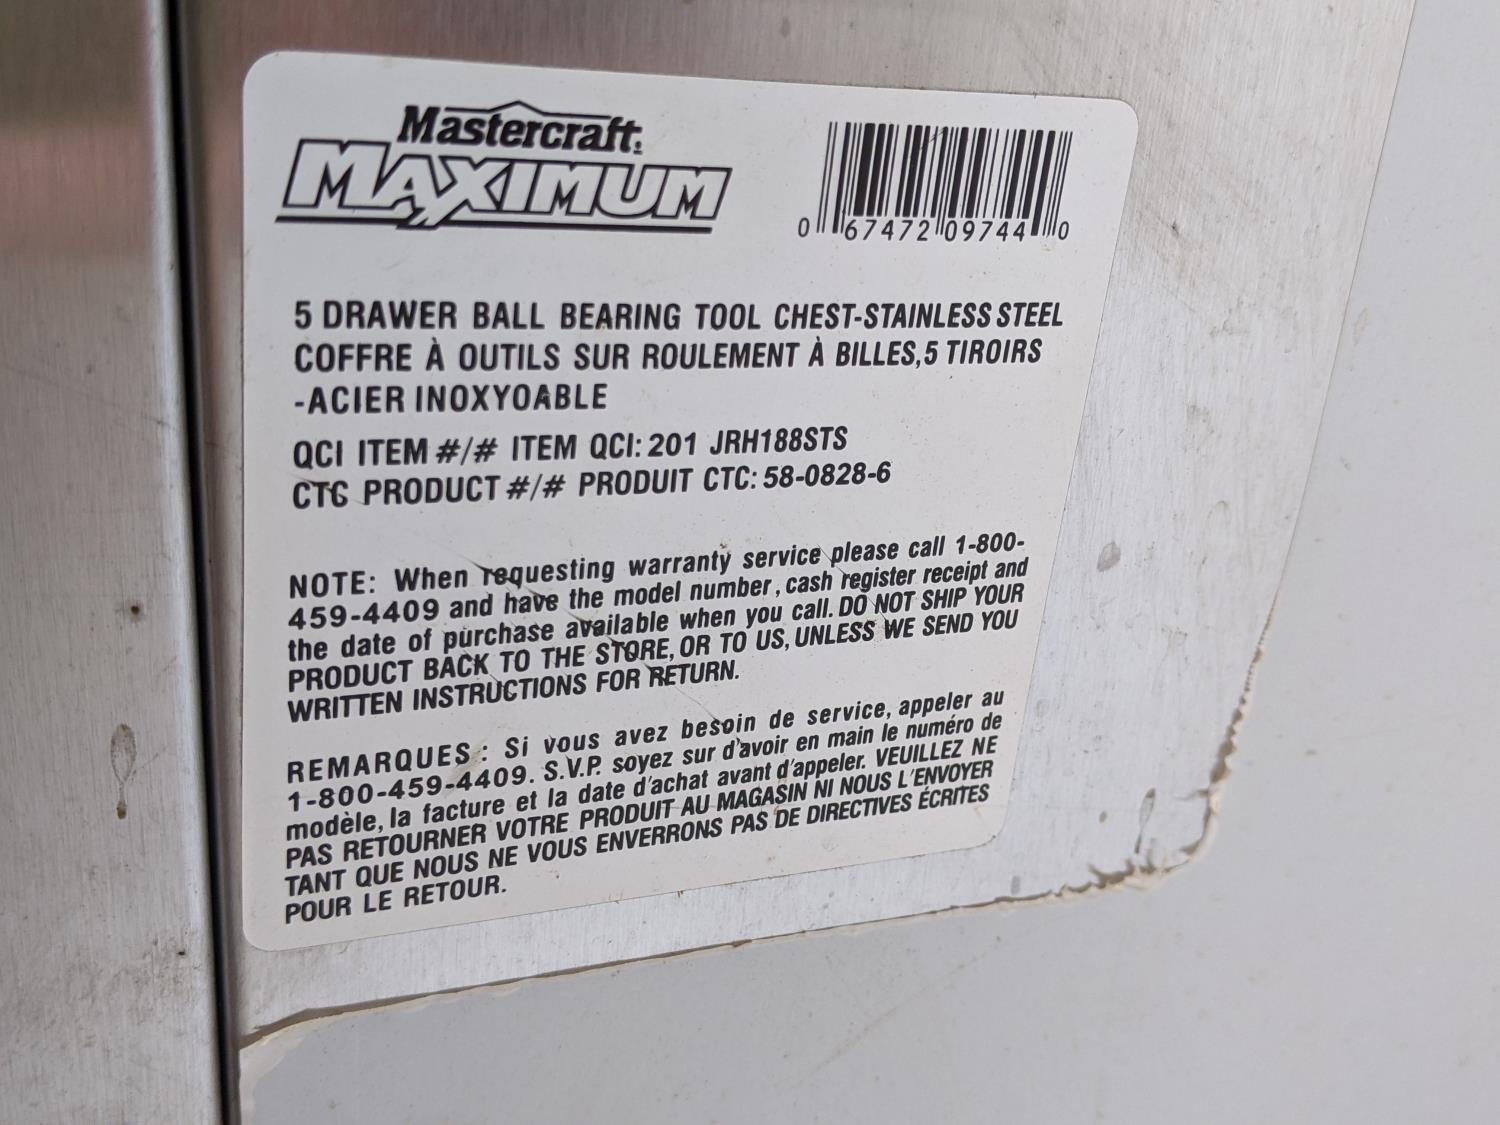 Mastercraft®
MAXIMUM
0 67472 09744 0
5 DRAWER BALL BEARING TOOL CHEST-STAINLESS STEEL
COFFRE À OUTILS SUR ROULEMENT À BILLES,5 TIROIRS
-ACIER INOXYOABLE
QCI ITEM #/# ITEM QCI: 201 JRH188STS
CTC PRODUCT #/# PRODUIT CTC: 58-0828-6
NOTE: When requesting warranty service please call 1-800-
459-4409 and have the model number, cash register receipt and
the date of purchase available when you call. DO NOT SHIP YOUR
PRODUCT BACK TO THE STORE, OR TO US, UNLESS WE SEND YOU
WRITTEN INSTRUCTIONS FOR RETURN.
REMARQUES : Si vous avez besoin de service, appeler au
1-800-459-4409. S.V.P. soyez sur d'avoir en main le numéro de
modèle, la facture et la date d'achat avant d'appeler. VEUILLEZ NE
PAS RETOURNER VOTRE PRODUIT AU MAGASIN NI NOUS L'ENVOYER
TANT QUE NOUS NE VOUS ENVERRONS PAS DE DIRECTIVES ÉCRITES
POUR LE RETOUR.